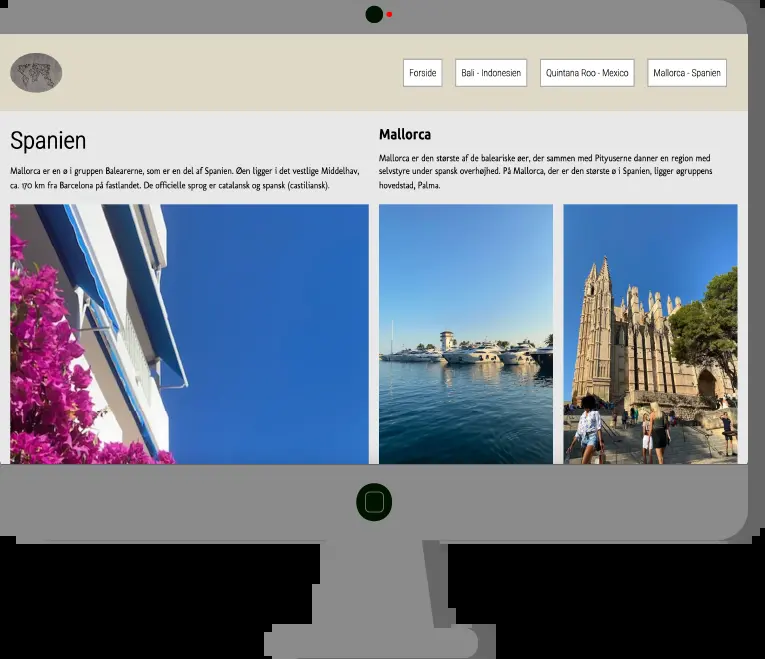 Forside
Bali - Indonesien
Quintana Roo - Mexico
Mallorca - Spanien
Spanien
Mallorca er en ø i gruppen Balearerne, som er en del af Spanien. Øen ligger i det vestlige Middelhav,
ca. 170 km fra Barcelona på fastlandet. De officielle sprog er catalansk og spansk (castiliansk).
Mallorca
Mallorca er den største af de baleariske øer, der sammen med Pityuserne danner en region med
selvstyre under spansk overhøjhed. På Mallorca, der er den største ø i Spanien, ligger øgruppens
hovedstad, Palma.